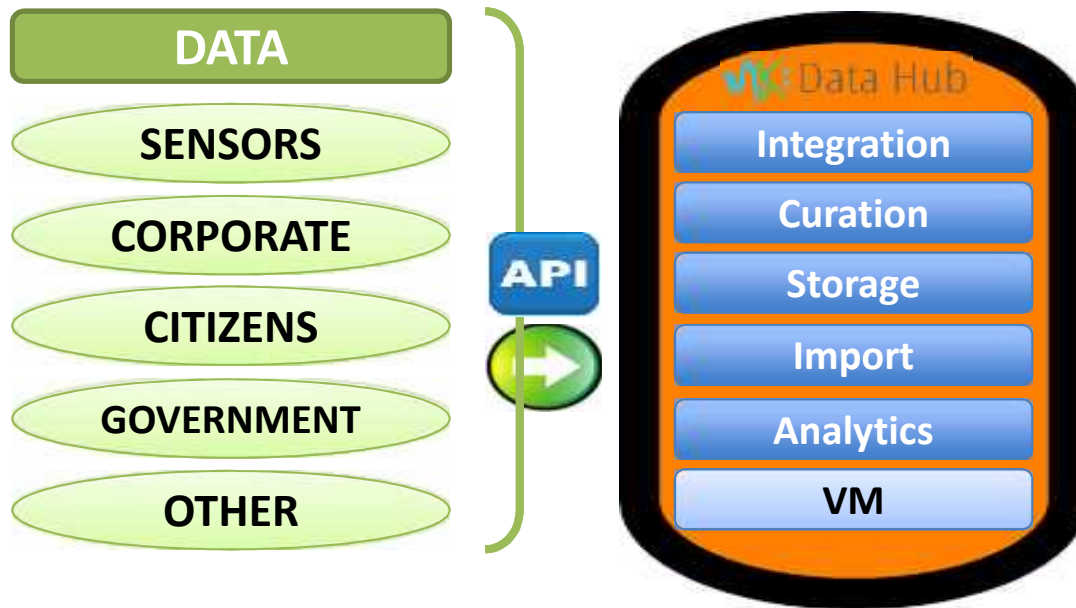 DATA
SENSORS
CORPORATE
CITIZENS
GOVERNMENT
OTHER
API
Data Hub
Integration
Curation
Storage
Import
Analytics
VM